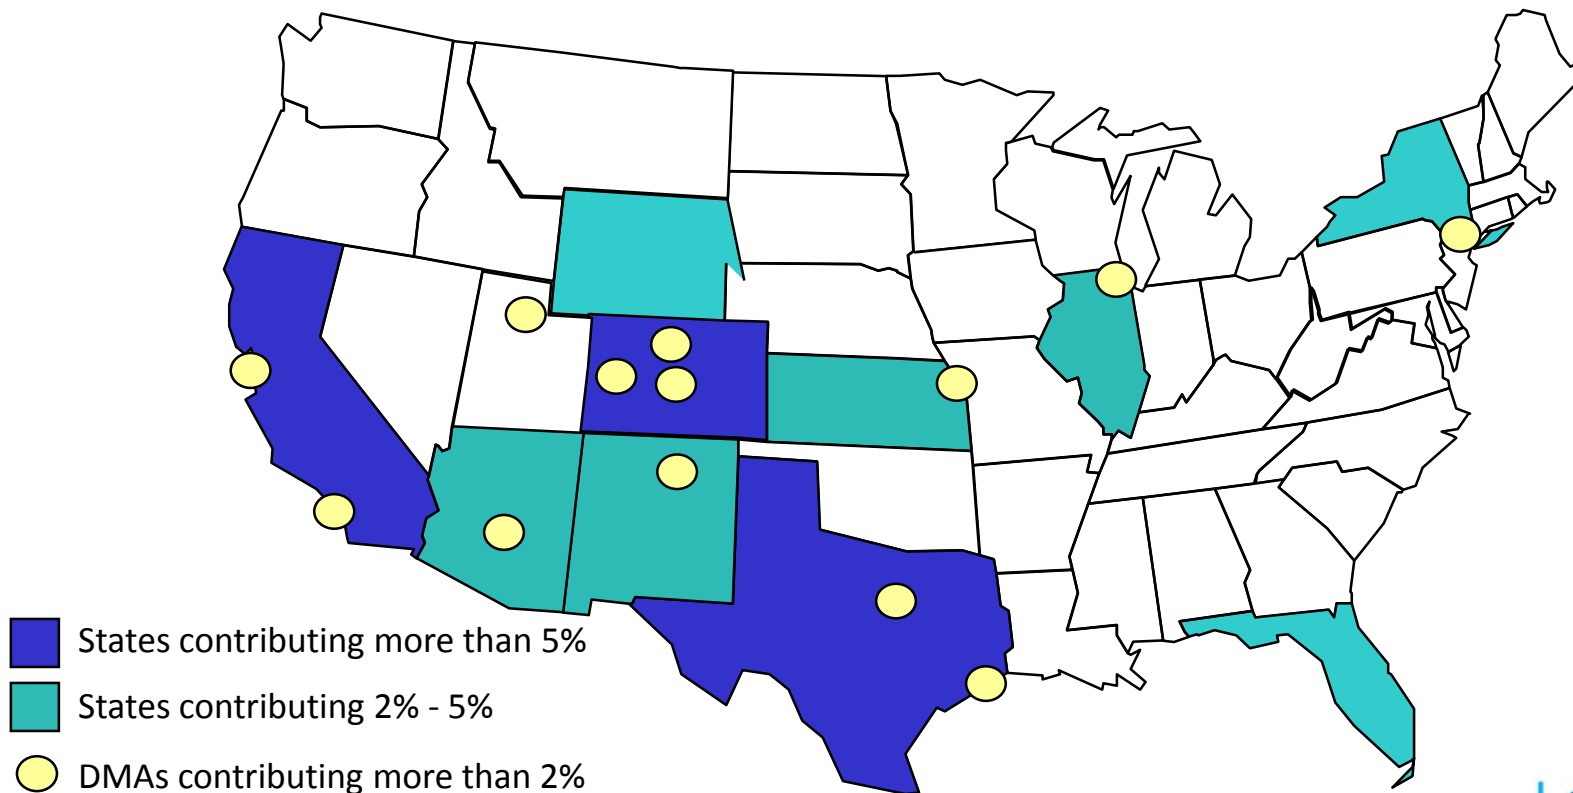 States contributing more than 5%
States contributing 2% - 5%
DMAs contributing more than 2%